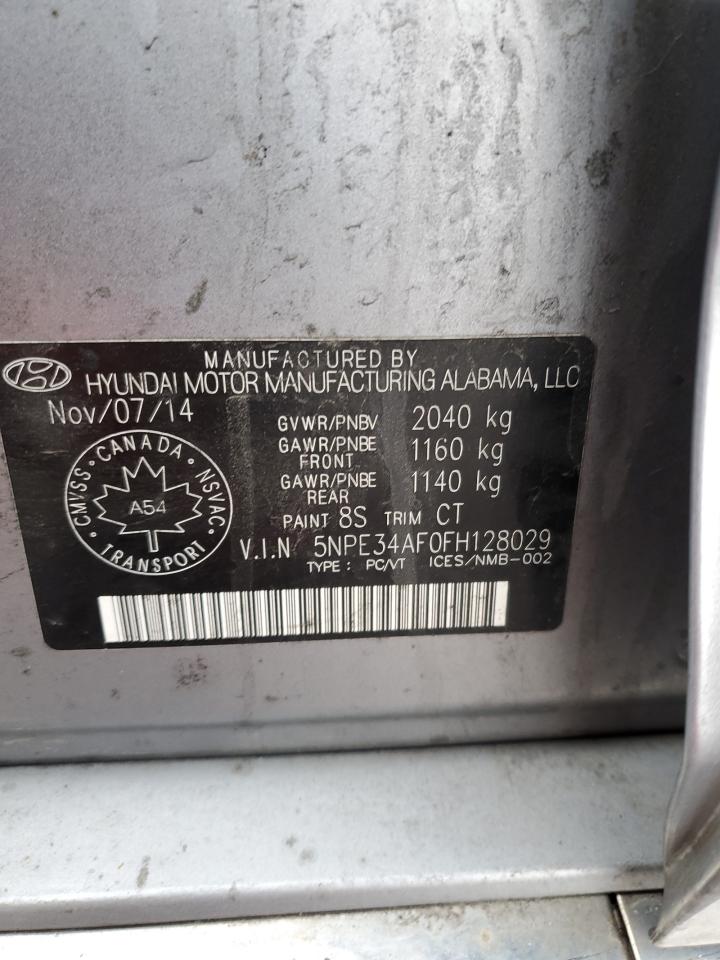 MANUFACTURED BY
HYUNDAI MOTOR MANUFACTURING ALABAMA, LLC
Nov/07/14
GVWR/PNBV 2040 kg
GAWR/PNBE FRONT 1160 kg
GAWR/PNBE REAR 1140 kg
PAINT 8S TRIM CT
V.I.N 5NPE34AF0FH128029
TYPE : PC/VT ICES/NMB-002
CMVSS • CANADA • NSVAC • TRANSPORT •
A54